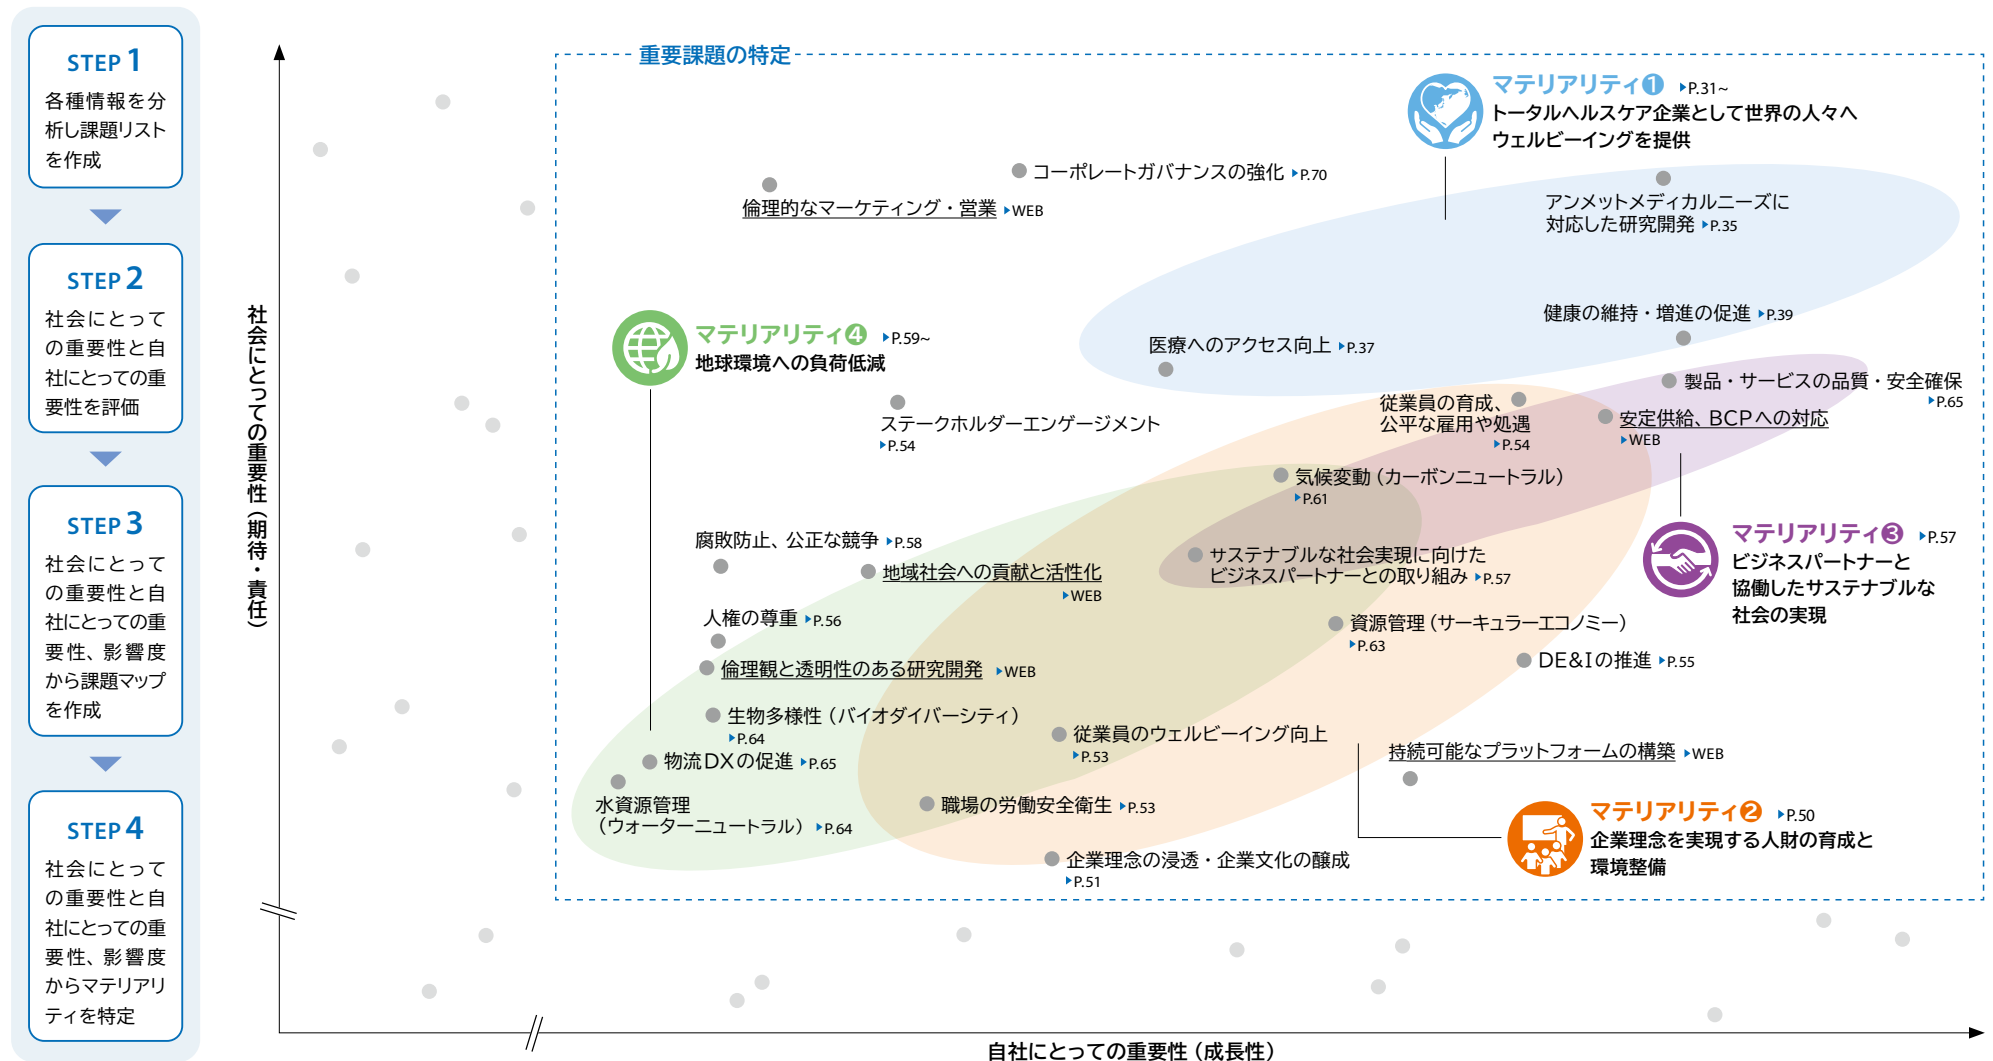 STEP 1
各種情報を分
析し課題リスト
を作成
STEP 2
社会にとって
の重要性と自
社にとっての重
要性を評価
STEP 3
社会にとって
の重要性と自
社にとっての重
要性、影響度
から課題マップ
を作成
STEP 4
社会にとって
の重要性と自
社にとっての重
要性、影響度
からマテリアリ
ティを特定
社会にとっての重要性（期待・責任）
重要課題の特定
マテリアリティ❶ ▶P.31~
トータルヘルスケア企業として世界の人々へ
ウェルビーイングを提供
コーポレートガバナンスの強化 ▶P.70
倫理的なマーケティング・営業 ▶WEB
アンメットメディカルニーズに
対応した研究開発 ▶P.35
健康の維持・増進の促進 ▶P.39
医療へのアクセス向上 ▶P.37
マテリアリティ❹ ▶P.59~
地球環境への負荷低減
製品・サービスの品質・安全確保
▶P.65
従業員の育成、
公平な雇用や処遇
▶P.54
安定供給、BCPへの対応
▶WEB
ステークホルダーエンゲージメント
▶P.54
気候変動（カーボンニュートラル）
▶P.61
マテリアリティ❸ ▶P.57
ビジネスパートナーと
協働したサステナブルな
社会の実現
腐敗防止、公正な競争 ▶P.58
地域社会への貢献と活性化
▶WEB
サステナブルな社会実現に向けた
ビジネスパートナーとの取り組み ▶P.57
人権の尊重 ▶P.56
資源管理（サーキュラーエコノミー）
▶P.63
DE&Iの推進 ▶P.55
倫理観と透明性のある研究開発 ▶WEB
生物多様性（バイオダイバーシティ）
▶P.64
従業員のウェルビーイング向上
▶P.53
物流DXの促進 ▶P.65
持続可能なプラットフォームの構築 ▶WEB
水資源管理
（ウォーターニュートラル） ▶P.64
職場の労働安全衛生 ▶P.53
マテリアリティ❷ ▶P.50
企業理念を実現する人財の育成と
環境整備
企業理念の浸透・企業文化の醸成
▶P.51
自社にとっての重要性（成長性）